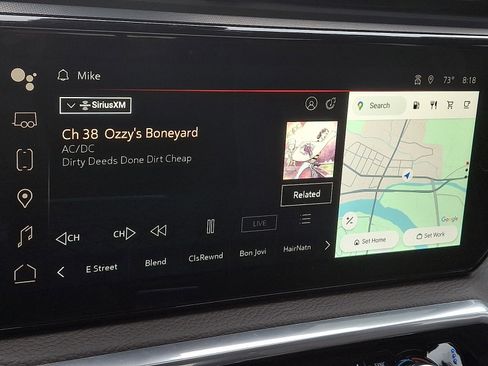 Mike
73° 8:18
SiriusXM
Search
Ch 38 Ozzy's Boneyard
AC/DC
Dirty Deeds Done Dirt Cheap
Related
CH CH LIVE
Google
Set Home Set Work
E Street Blend ClsRewnd Bon Jovi HairNatn